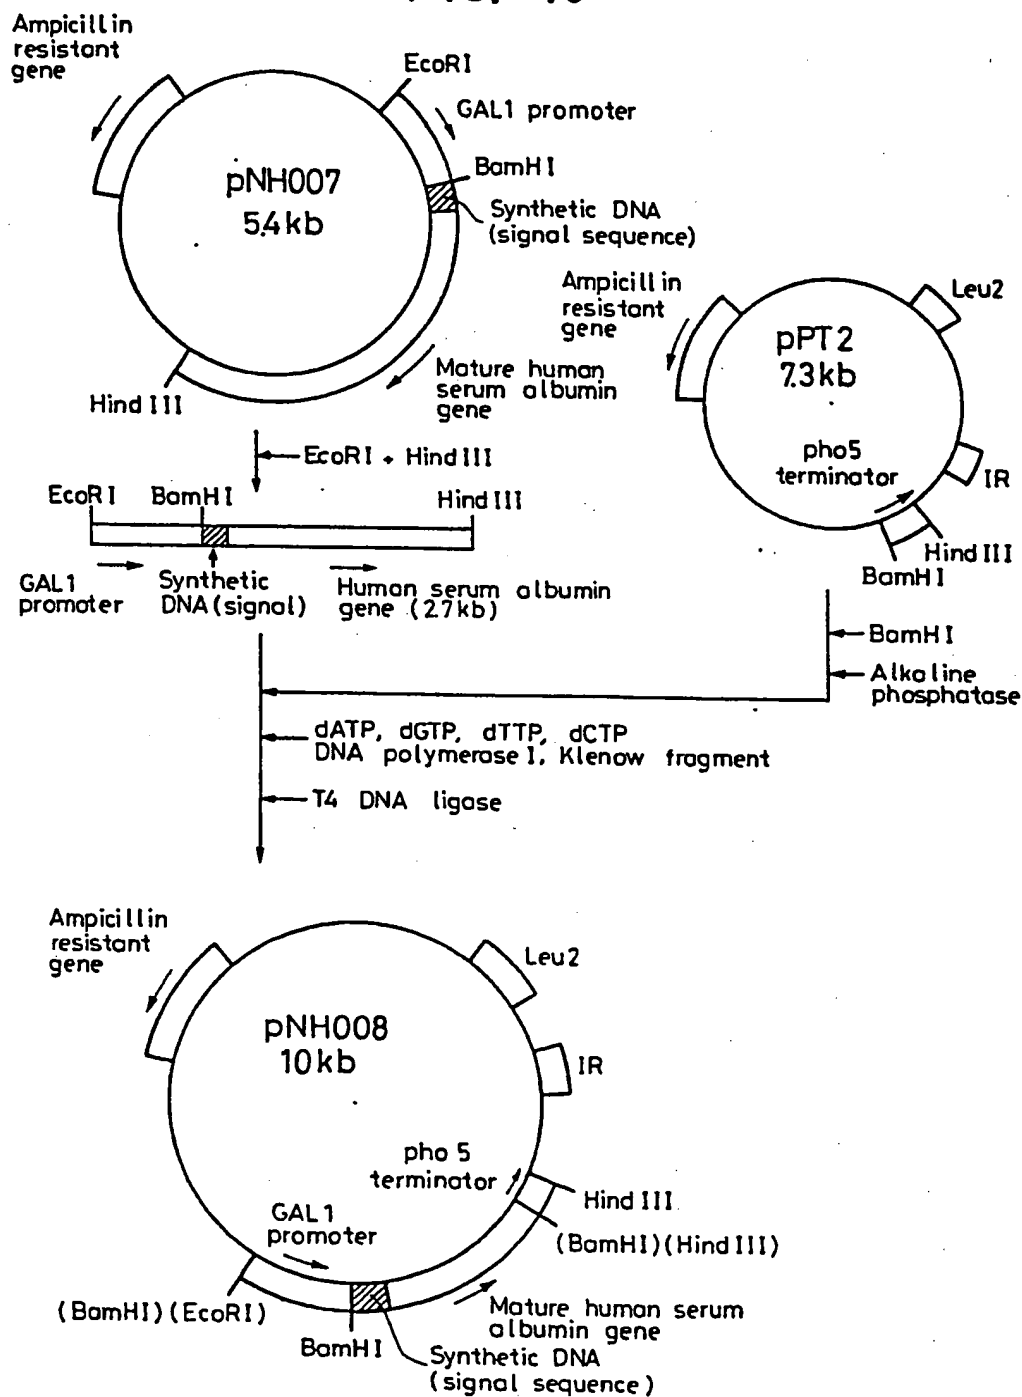 Ampicillin
resistant
gene
EcoRI
GAL1 promoter
BamHI
pNH007
5.4kb
Synthetic DNA
(signal sequence)
Mature human
serum albumin
gene
Hind III
Ampicillin
resistant
gene
Leu2
pPT2
7.3kb
pho5
terminator
IR
Hind III
BamHI
EcoRI + Hind III
EcoRI BamHI Hind III
GAL1
promoter
Synthetic
DNA (signal)
Human serum albumin
gene (2.7kb)
BamHI
Alkaline
phosphatase
dATP, dGTP, dTTP, dCTP
DNA polymerase I, Klenow fragment
T4 DNA ligase
Ampicillin
resistant
gene
Leu2
pNH008
10kb
IR
pho 5
terminator
Hind III
(BamHI)(Hind III)
GAL1
promoter
(BamHI)(EcoRI)
BamHI
Mature human serum
albumin gene
Synthetic DNA
(signal sequence)